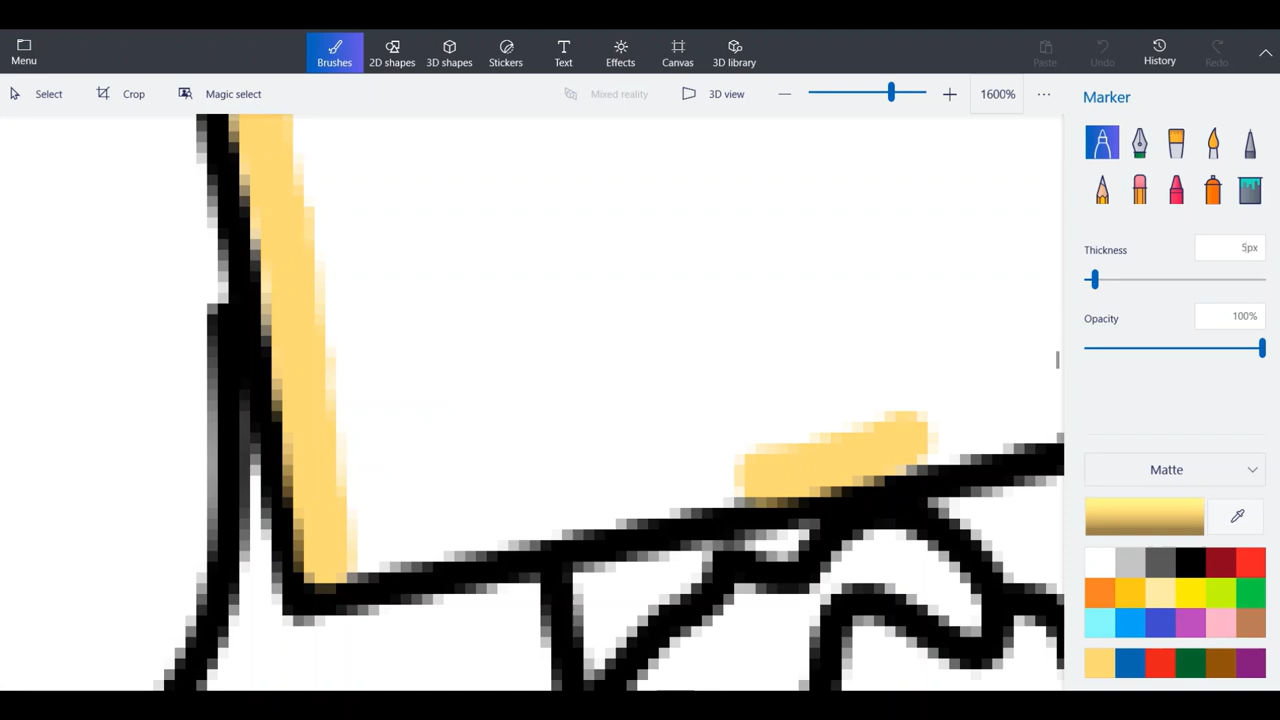 Menu
Brushes
2D shapes
3D shapes
Stickers
Text
Effects
Canvas
3D library
Paste
Undo
History
Redo
Select
Crop
Magic select
Mixed reality
3D view
1600%
Marker
Thickness
5px
Opacity
100%
Matte